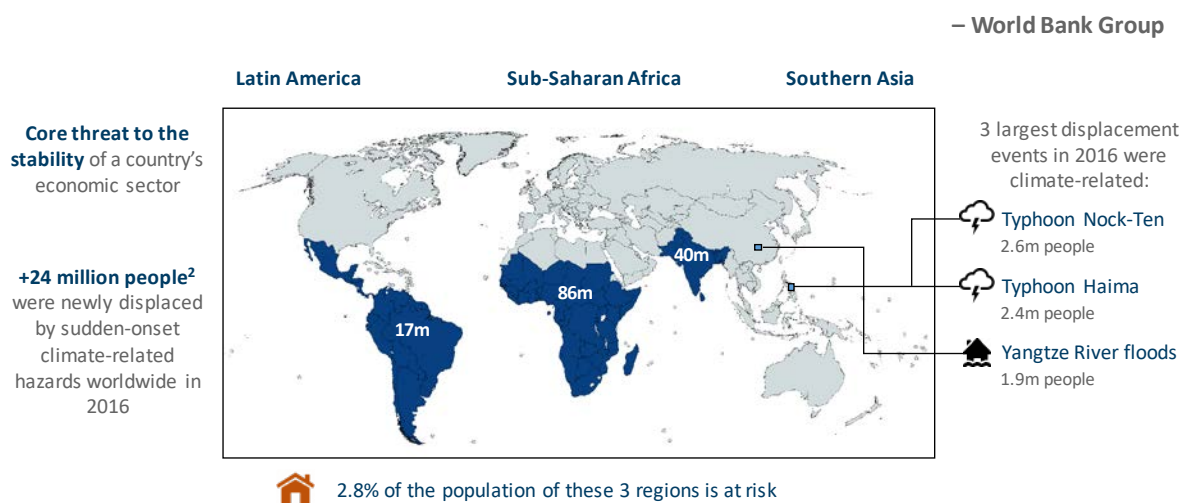 – World Bank Group
Latin America
Sub-Saharan Africa
Southern Asia
Core threat to the
stability of a country's
economic sector
+24 million people2
were newly displaced
by sudden-onset
climate-related
hazards worldwide in
2016
17m
86m
40m
3 largest displacement
events in 2016 were
climate-related:
Typhoon Nock-Ten
2.6m people
Typhoon Haima
2.4m people
Yangtze River floods
1.9m people
2.8% of the population of these 3 regions is at risk